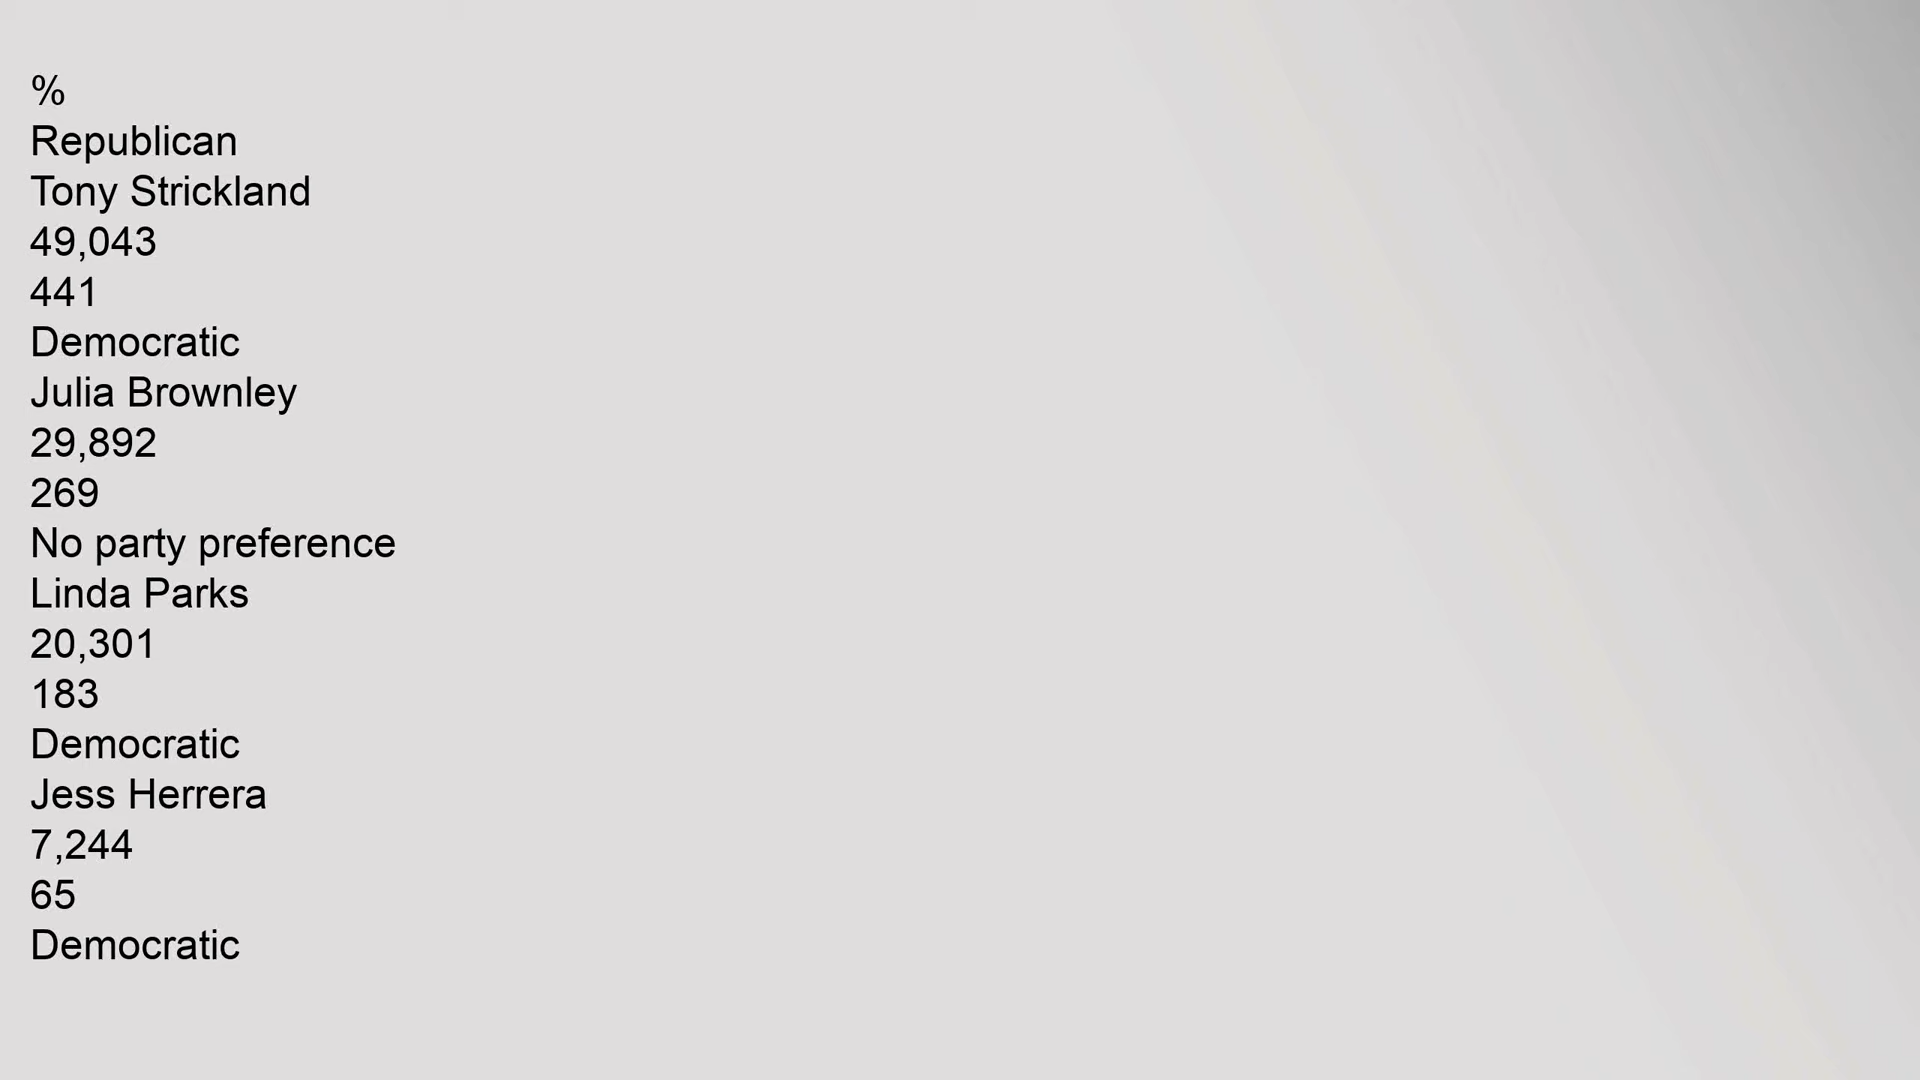 %
Republican
Tony Strickland
49,043
441
Democratic
Julia Brownley
29,892
269
No party preference
Linda Parks
20,301
183
Democratic
Jess Herrera
7,244
65
Democratic